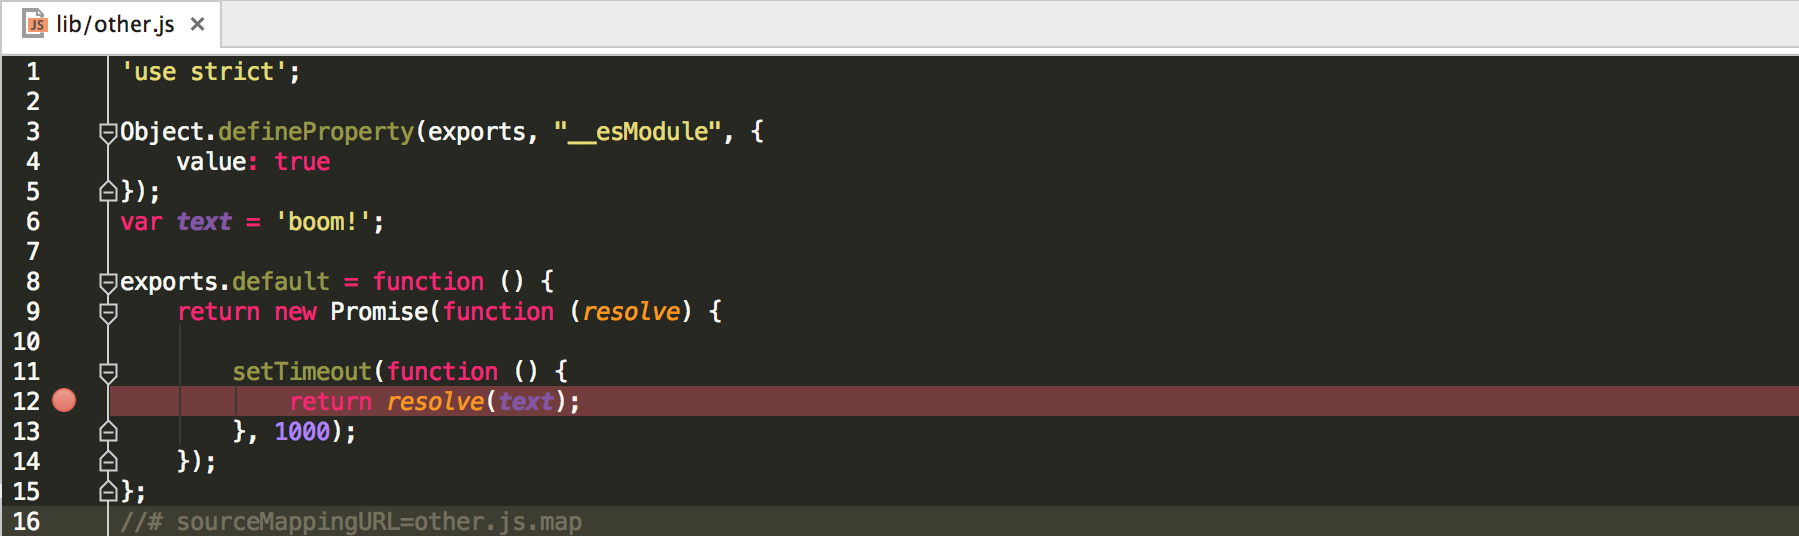 JS lib/other.js ×
1 'use strict';
2
3 Object.defineProperty(exports, "__esModule", {
4     value: true
5 });
6 var text = 'boom!';
7
8 exports.default = function () {
9     return new Promise(function (resolve) {
10
11         setTimeout(function () {
12             return resolve(text);
13         }, 1000);
14     });
15 };
16 //# sourceMappingURL=other.js.map